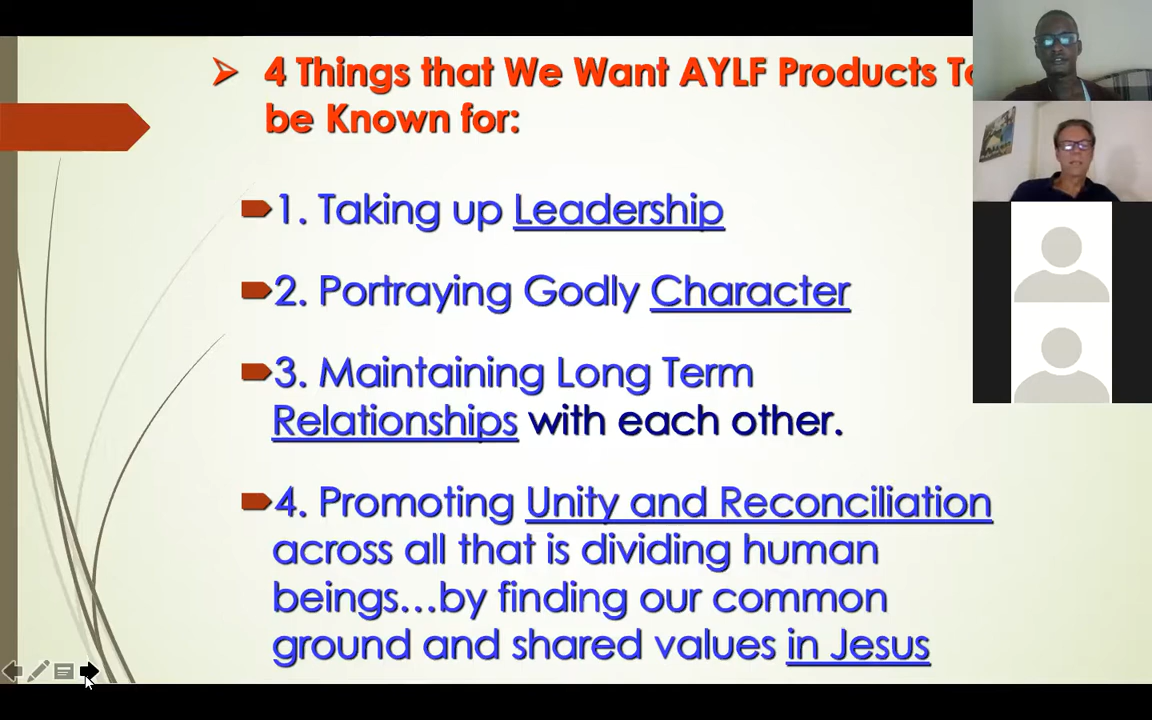 4 Things that We Want AYLF Products To
be Known for:
1. Taking up Leadership
2. Portraying Godly Character
3. Maintaining Long Term
Relationships with each other.
4. Promoting Unity and Reconciliation
across all that is dividing human
beings...by finding our common
ground and shared values in Jesus